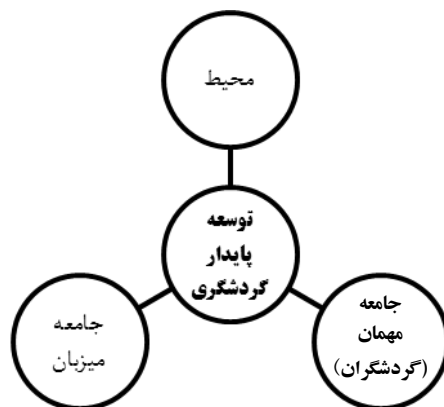 محیط
توسعه
پایدار
گردشگری
جامعه
مهمان
(گردشگران)
جامعه
میزبان